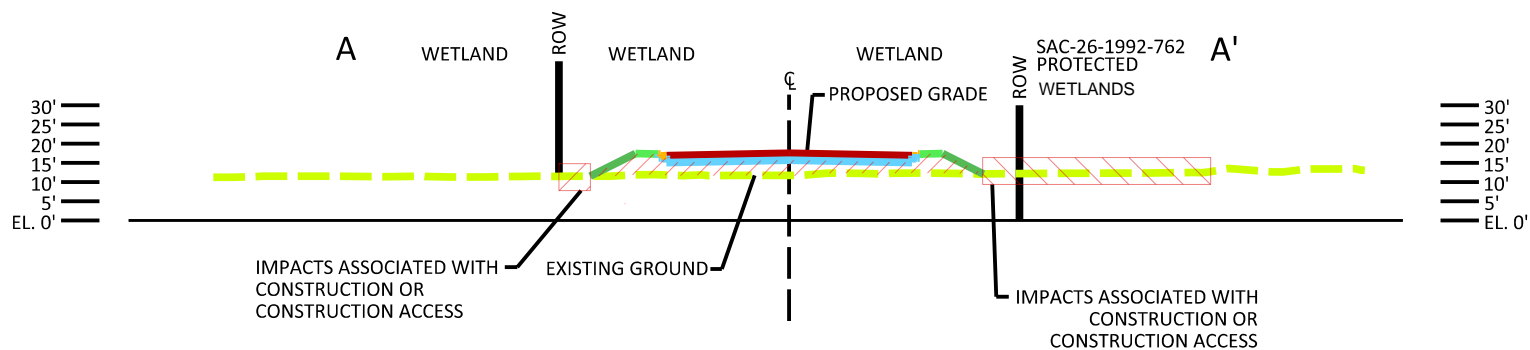 A
WETLAND
ROW
WETLAND
WETLAND
SAC-26-1992-762
PROTECTED
WETLANDS
A'
ROW
℄
PROPOSED GRADE
30'
25'
20'
15'
10'
5'
EL. 0'
30'
25'
20'
15'
10'
5'
EL. 0'
IMPACTS ASSOCIATED WITH
CONSTRUCTION OR
CONSTRUCTION ACCESS
EXISTING GROUND
IMPACTS ASSOCIATED WITH
CONSTRUCTION OR
CONSTRUCTION ACCESS